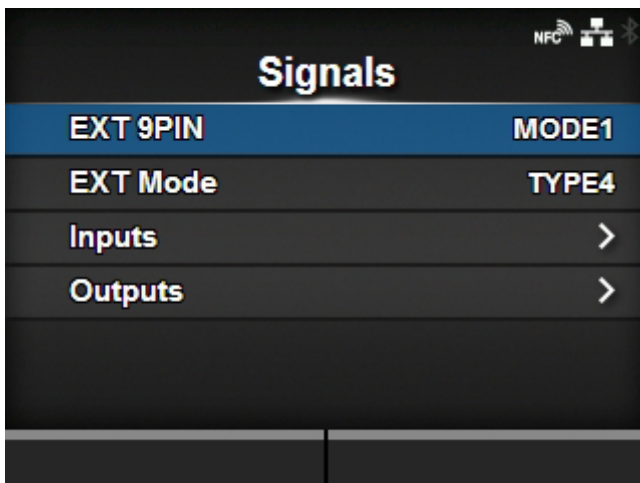 NFC
Signals
EXT 9PIN MODE1
EXT Mode TYPE4
Inputs
Outputs